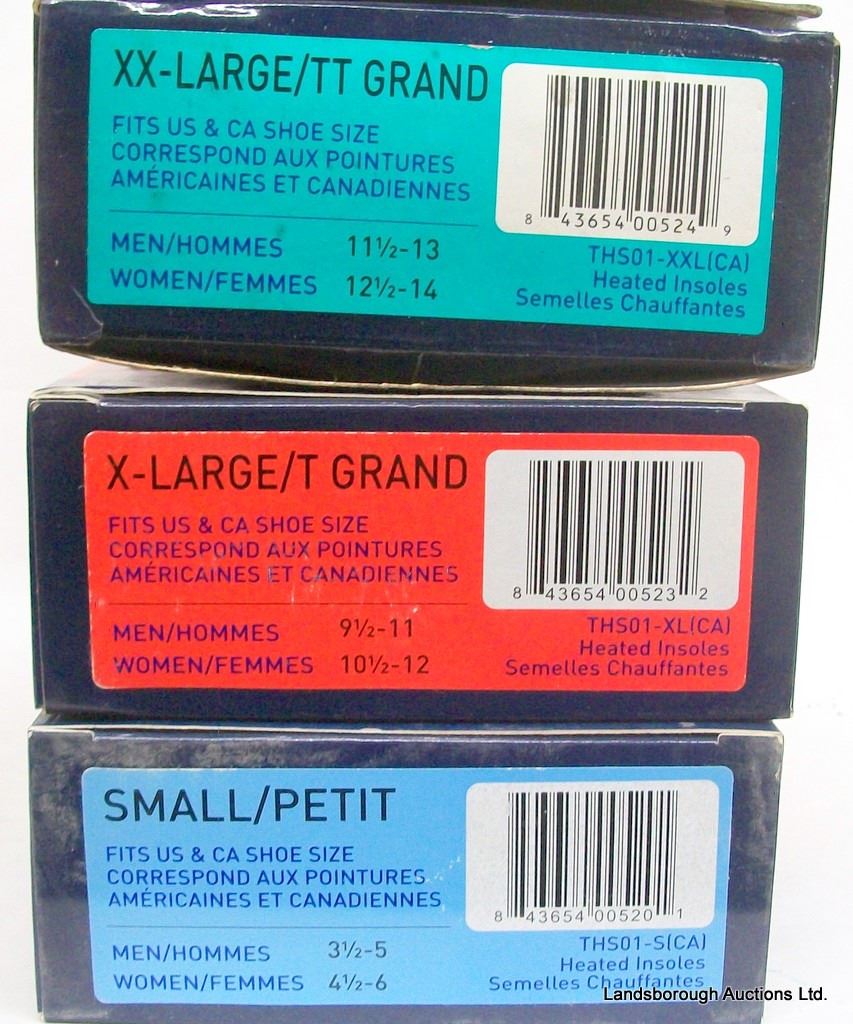 XX-LARGE/TT GRAND
FITS US & CA SHOE SIZE
CORRESPOND AUX POINTURES
AMÉRICAINES ET CANADIENNES
MEN/HOMMES 11½-13
WOMEN/FEMMES 12½-14
8 43654 00524 9
THS01-XXL(CA)
Heated Insoles
Semelles Chauffantes
X-LARGE/T GRAND
FITS US & CA SHOE SIZE
CORRESPOND AUX POINTURES
AMÉRICAINES ET CANADIENNES
MEN/HOMMES 9½-11
WOMEN/FEMMES 10½-12
8 43654 00523 2
THS01-XL(CA)
Heated Insoles
Semelles Chauffantes
SMALL/PETIT
FITS US & CA SHOE SIZE
CORRESPOND AUX POINTURES
AMÉRICAINES ET CANADIENNES
MEN/HOMMES 3½-5
WOMEN/FEMMES 4½-6
8 43654 00520 1
THS01-S(CA)
Heated Insoles
Semelles Chauffantes
Landsborough Auctions Ltd.